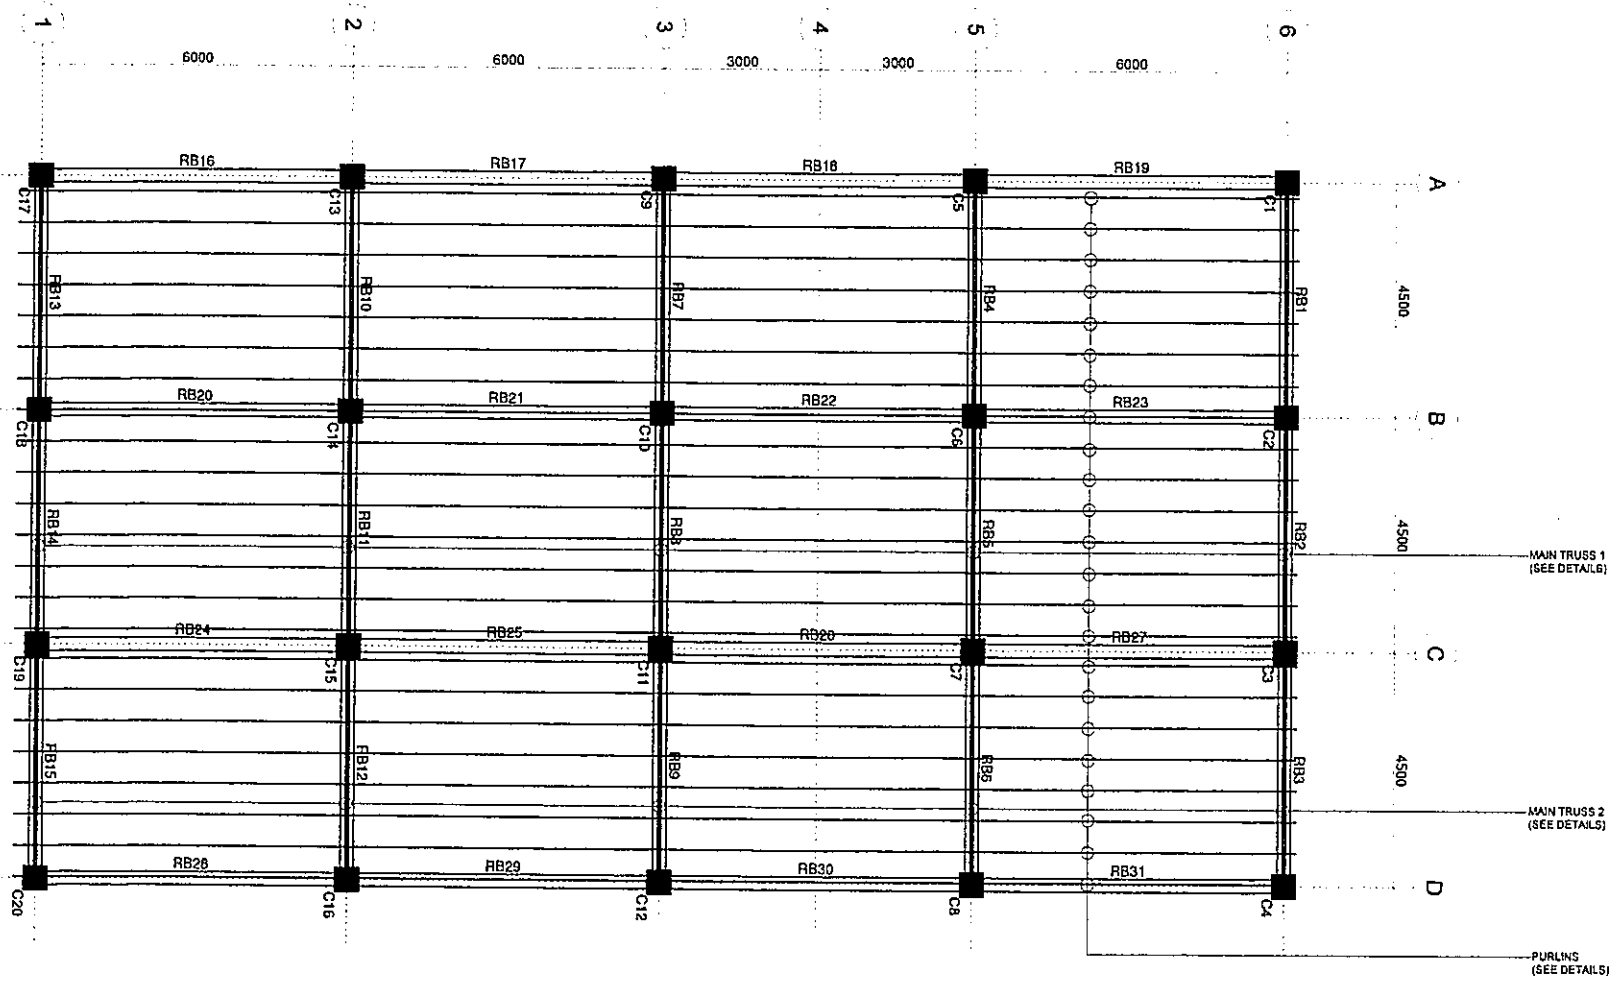 1 2 3 4 5 6
6000 6000 3000 3000 6000
RB16 RB17 RB18 RB19
A
C17 C13 C9 C5 C1
RB13 RB10 RB7 RB4 RB1 4500
RB20 RB21 RB22 RB23
B
C18 C14 C10 C6 C2
RB14 RB11 RB8 RB5 RB2 4500
MAIN TRUSS 1
(SEE DETAILS)
RB24 RB25 RB26 RB27
C
C19 C15 C11 C7 C3
RB15 RB12 RB9 RB6 RB3 4500
MAIN TRUSS 2
(SEE DETAILS)
RB28 RB29 RB30 RB31
D
C20 C16 C12 C8 C4
PURLINS
(SEE DETAILS)